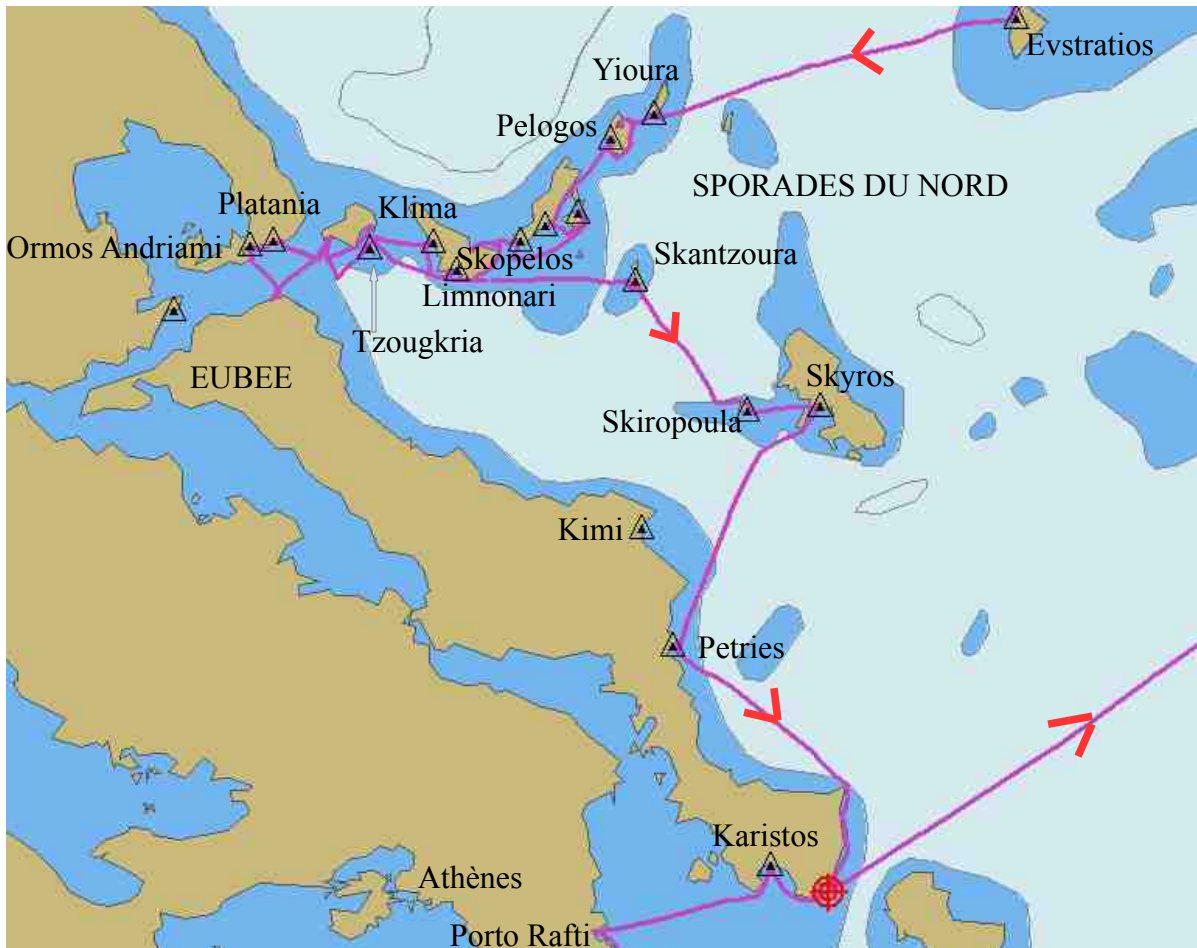 Evstratios
Yioura
Pelogos
SPORADES DU NORD
Platania
Klima
Ormos Andriami
Skopelos
Skantzoura
Limnonari
Tzougkria
EUBEE
Skyros
Skiropoula
Kimi
Petries
Karistos
Athènes
Porto Rafti